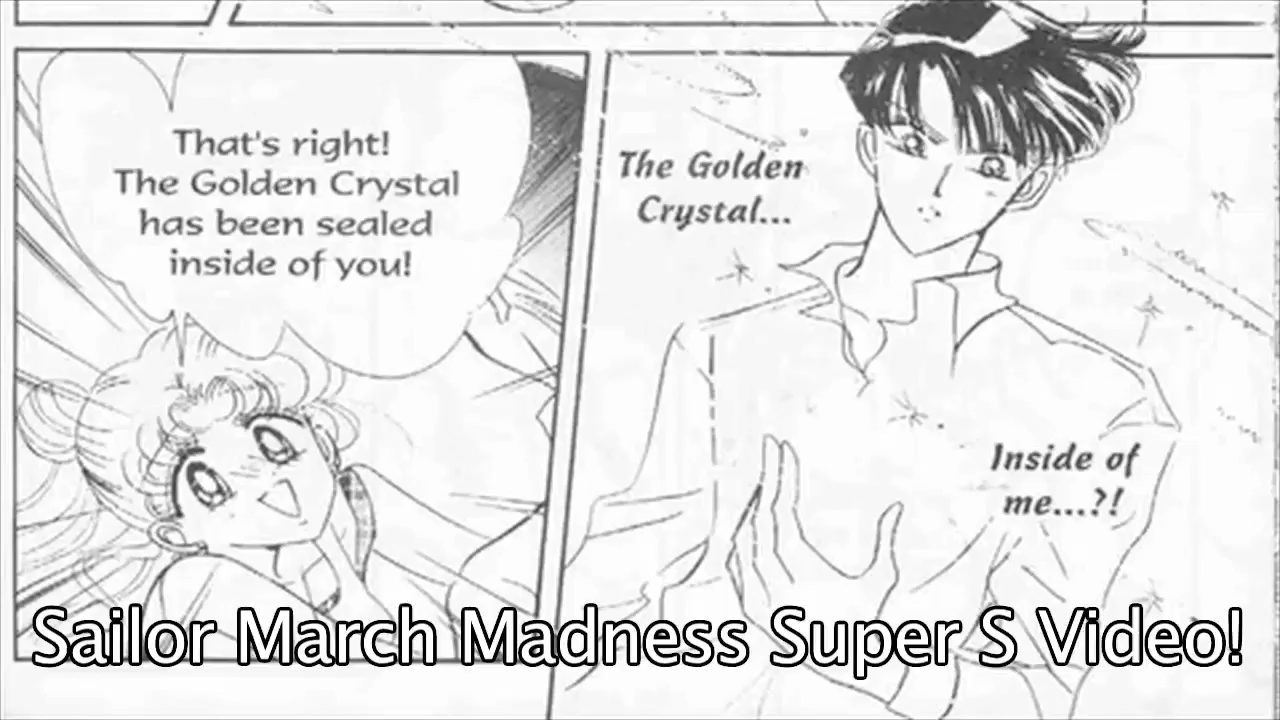 That's right!
The Golden Crystal
has been sealed
inside of you!
The Golden
Crystal...
Inside of
me...?!
Sailor March Madness Super S Video!